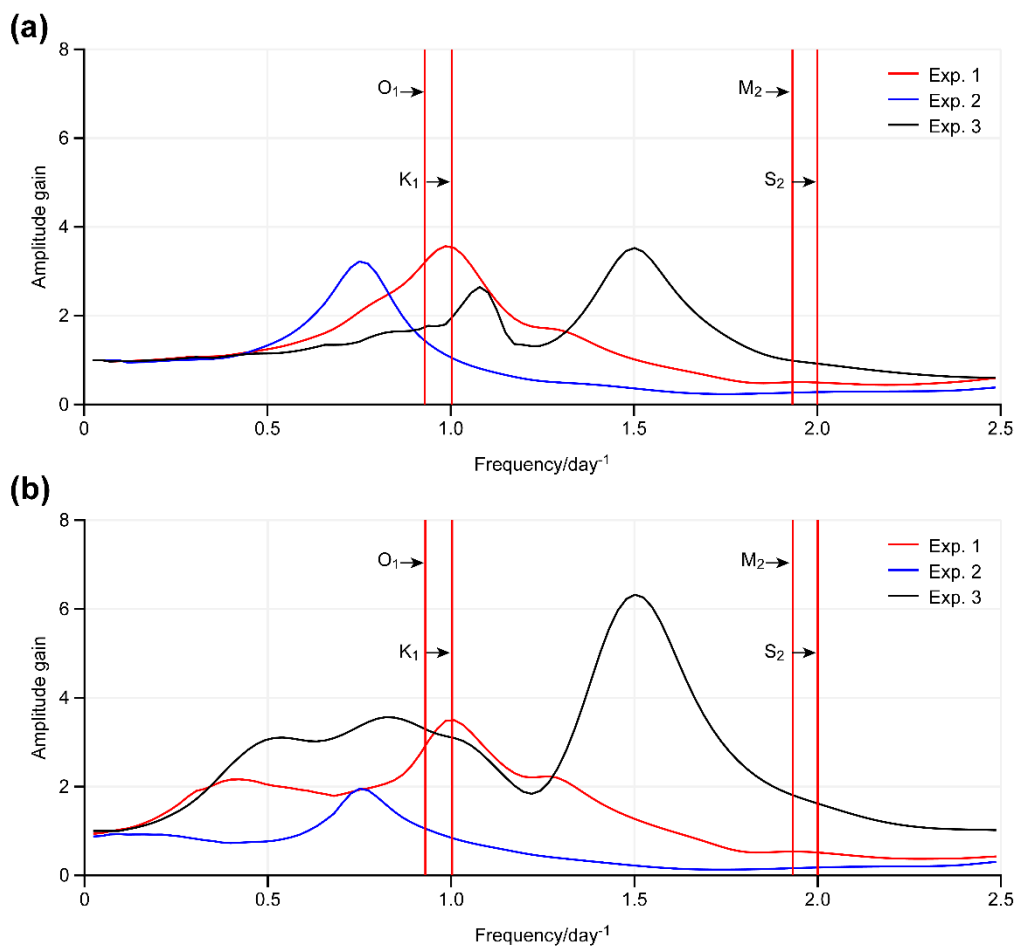 (a)
8
6
4
2
0
Amplitude gain
O₁
K₁
M₂
S₂
Exp. 1
Exp. 2
Exp. 3
0 0.5 1.0 1.5 2.0 2.5
Frequency/day⁻¹
(b)
8
6
4
2
0
Amplitude gain
O₁
K₁
M₂
S₂
Exp. 1
Exp. 2
Exp. 3
0 0.5 1.0 1.5 2.0 2.5
Frequency/day⁻¹